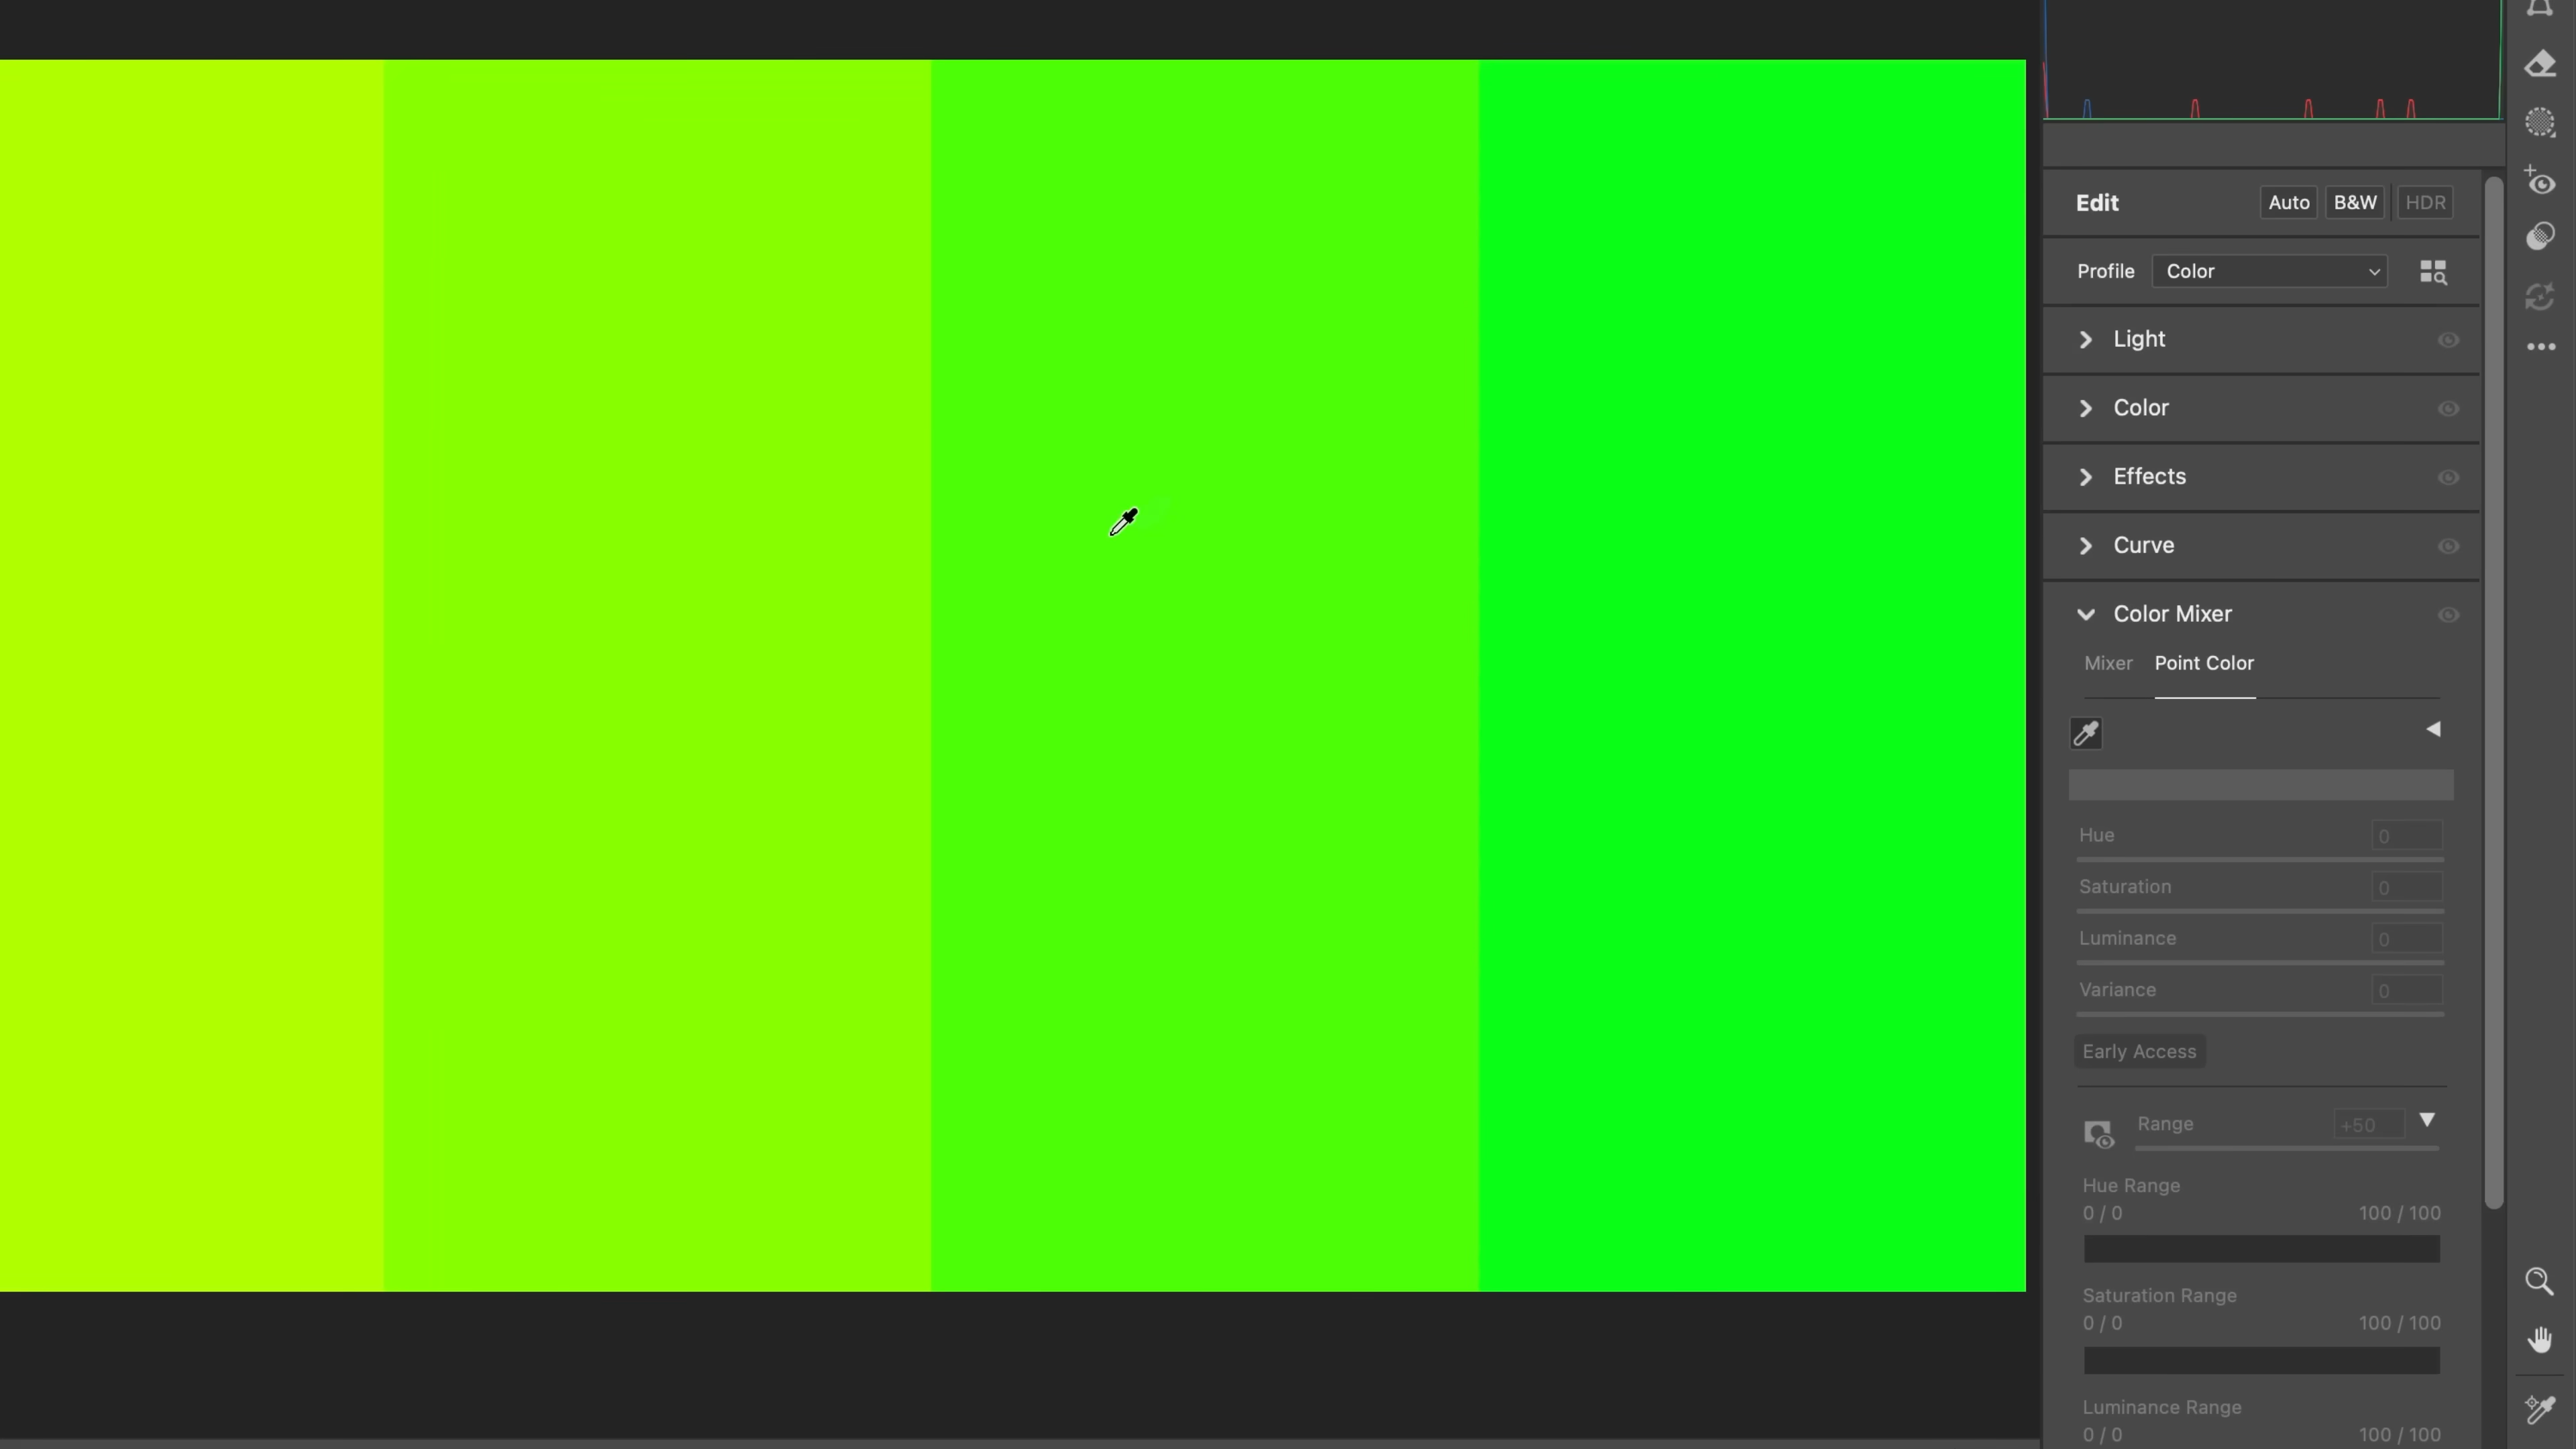 Edit Auto B&W HDR
Profile Color
Light
Color
Effects
Curve
Color Mixer
Mixer Point Color
Hue 0
Saturation 0
Luminance 0
Variance 0
Early Access
Range +50
Hue Range
0 / 0 100 / 100
Saturation Range
0 / 0 100 / 100
Luminance Range
0 / 0 100 / 100